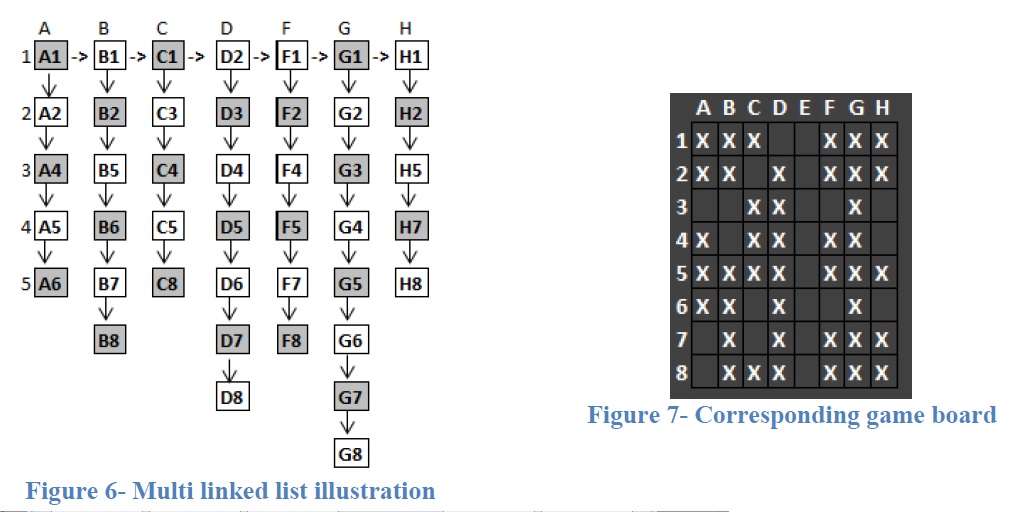 A B C D F G H
1 A1 -> B1 -> C1 -> D2 -> F1 -> G1 -> H1
2 A2 B2 C3 D3 F2 G2 H2
3 A4 B5 C4 D4 F4 G3 H5
4 A5 B6 C5 D5 F5 G4 H7
5 A6 B7 C8 D6 F7 G5 H8
B8 D7 F8 G6
D8 G7
G8
Figure 6- Multi linked list illustration
A B C D E F G H
1 X X X X X X
2 X X X X X X
3 X X X
4 X X X X X
5 X X X X X X X
6 X X X X
7 X X X X X
8 X X X X X X
Figure 7- Corresponding game board